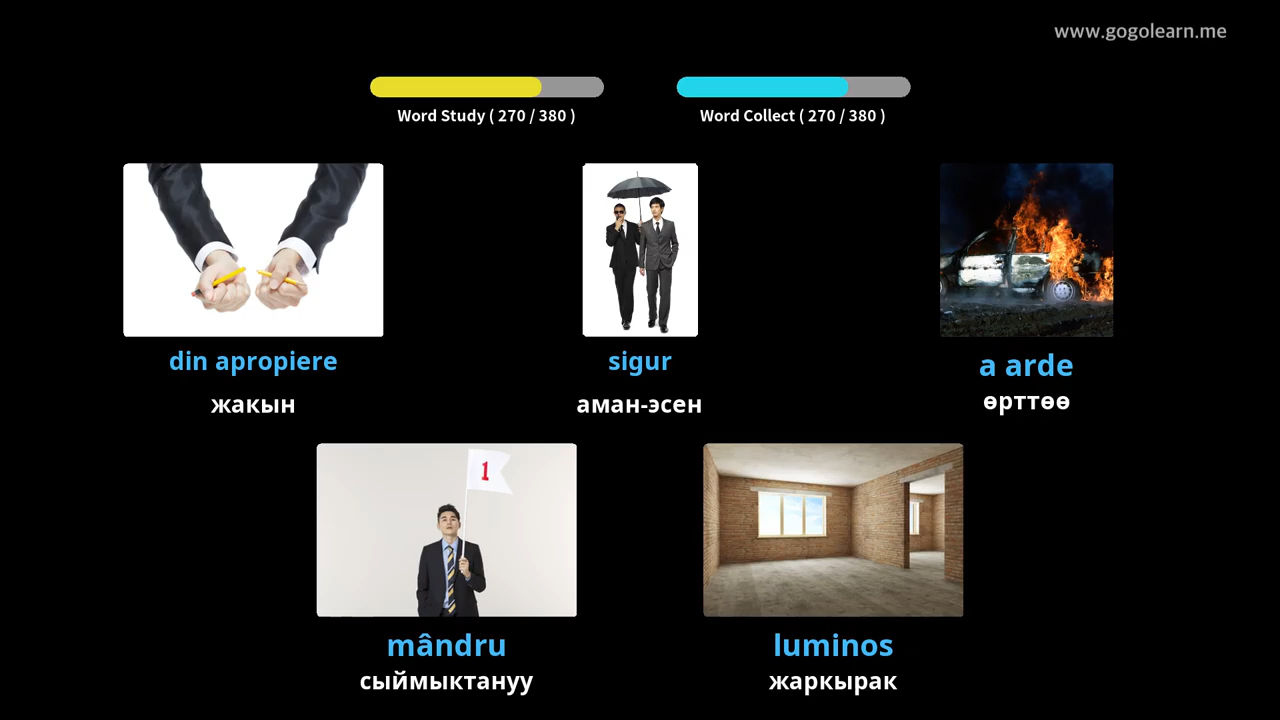 www.gogolearn.me
Word Study ( 270 / 380 )
Word Collect ( 270 / 380 )
din apropiere
жакын
sigur
аман-эсен
a arde
өрттөө
1
mândru
сыймыктануу
luminos
жаркырак